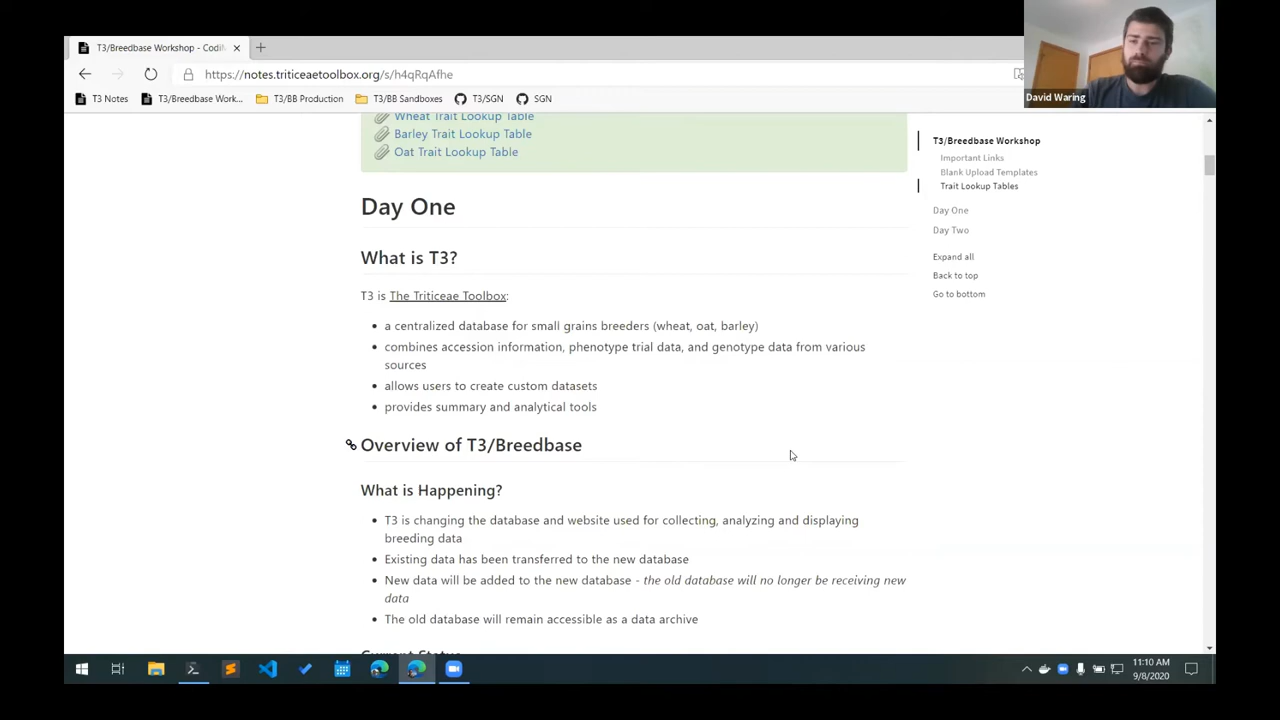 T3/Breedbase Workshop - CodiM
https://notes.triticeaetoolbox.org/s/h4qRqAfhe
T3 Notes
T3/Breedbase Work...
T3/BB Production
T3/BB Sandboxes
T3/SGN
SGN
David Waring
Wheat Trait Lookup Table
Barley Trait Lookup Table
Oat Trait Lookup Table
Day One
What is T3?
T3 is The Triticeae Toolbox:
a centralized database for small grains breeders (wheat, oat, barley)
combines accession information, phenotype trial data, and genotype data from various
sources
allows users to create custom datasets
provides summary and analytical tools
Overview of T3/Breedbase
What is Happening?
T3 is changing the database and website used for collecting, analyzing and displaying
breeding data
Existing data has been transferred to the new database
New data will be added to the new database - the old database will no longer be receiving new
data
The old database will remain accessible as a data archive
Current Status
T3/Breedbase Workshop
Important Links
Blank Upload Templates
Trait Lookup Tables
Day One
Day Two
Expand all
Back to top
Go to bottom
11:10 AM
9/8/2020